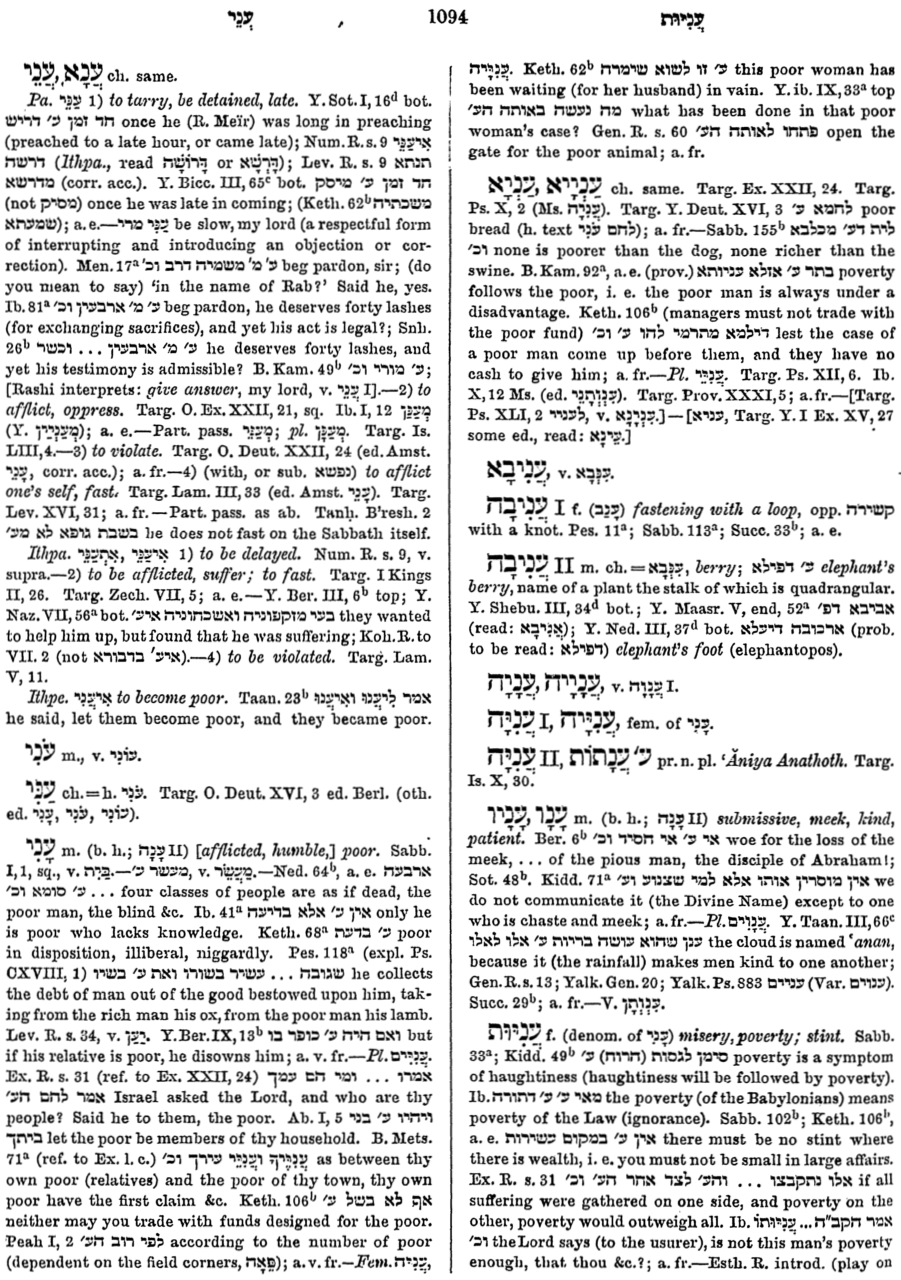 עֲנֵי 1094 עֲנִיּוּת
עֲנָא, עֲנֵי ch. same.
Pa. עַנֵּי 1) to tarry, be detained, late. Y. Sot. I, 16ᵈ bot.
חד זמן ע' דריש once he (R. Meïr) was long in preaching
(preached to a late hour, or came late); Num. R. s. 9 אִיעַנֵּי
דרשה (Ithpa., read דָּרוֹשָׁה or דְּרָשָׁא); Lev. R. s. 9 תנתא
מדרשא (corr. acc.). Y. Bicc. III, 65ᶜ bot. חד זמן ע' מיסק
(not מסיק) once he was late in coming; (Keth. 62ᵇ משכתיה
שמעתא); a. e.—עַנֵּי מרי be slow, my lord (a respectful form
of interrupting and introducing an objection or cor-
rection). Men. 17ᵃ ע' מ' משמיה דרב וכ' beg pardon, sir; (do
you mean to say) 'in the name of Rab?' Said he, yes.
Ib. 81ᵃ ע' מ' ארבעין וכ' beg pardon, he deserves forty lashes
(for exchanging sacrifices), and yet his act is legal?; Snh.
26ᵇ ע' מ' ארבעין ... וכשר he deserves forty lashes, and
yet his testimony is admissible? B. Kam. 49ᵇ ע' מורי וכ';
[Rashi interprets: give answer, my lord, v. עֲנֵי I].—2) to
afflict, oppress. Targ. O. Ex. XXII, 21, sq. Ib. I, 12 מְעַנַּן
(Y. מְעַנְּיַין); a. e.—Part. pass. מְעַנֵּי; pl. מְעַנַּן. Targ. Is.
LIII, 4.—3) to violate. Targ. O. Deut. XXII, 24 (ed. Amst.
עָנֵי, corr. acc.); a. fr.—4) (with, or sub. נפשא) to afflict
one's self, fast. Targ. Lam. III, 33 (ed. Amst. עָנֵי). Targ.
Lev. XVI, 31; a. fr.—Part. pass. as ab. Tanḥ. B'resh. 2
בשבת גופא לא מע' he does not fast on the Sabbath itself.
Ithpa. אִיעַנֵּי, אִתְעַנֵּי 1) to be delayed. Num. R. s. 9, v.
supra.—2) to be afflicted, suffer; to fast. Targ. I Kings
II, 26. Targ. Zech. VII, 5; a. e.—Y. Ber. III, 6ᵇ top; Y.
Naz. VII, 56ᵃ bot. בעי מזקפוניה ואשכחוניה איע' they wanted
to help him up, but found that he was suffering; Koh. R. to
VII. 2 (not איע' בדבורא).—4) to be violated. Targ. Lam.
V, 11.
Ithpe. אִיעֲנִי to become poor. Taan. 23ᵇ אמר לִיעֲנוּ וְאִיעֲנוּ
he said, let them become poor, and they became poor.
עֹנִי m., v. עוֹנִי.
עַנִּי ch.=h. עֹנִי. Targ. O. Deut. XVI, 3 ed. Berl. (oth.
ed. עֳנִי, עֹנִי, עוֹנִי).
עָנִי m. (b. h.; עָנָה II) [afflicted, humble,] poor. Sabb.
I, 1, sq., v. בַּיִת.—מעשר ע', v. מַעֲשֵׂר.—Ned. 64ᵇ, a. e. ארבעה
... ע' סומא וכ' four classes of people are as if dead, the
poor man, the blind &c. Ib. 41ᵃ אין ע' אלא בדיעה only he
is poor who lacks knowledge. Keth. 68ᵃ ע' בדעת poor
in disposition, illiberal, niggardly. Pes. 118ᵃ (expl. Ps.
CXVIII, 1) שגובה ... עשיר בשורו ואת ע' בשיו he collects
the debt of man out of the good bestowed upon him, tak-
ing from the rich man his ox, from the poor man his lamb.
Lev. R. s. 34, v. יַעַן. Y. Ber. IX, 13ᵇ ואם היה ע' כופר בו but
if his relative is poor, he disowns him; a. v. fr.—Pl. עֲנִיִּים.
Ex. R. s. 31 (ref. to Ex. XXII, 24) אמרו ... ומי הם עמך
אמר להם הע' Israel asked the Lord, and who are thy
people? Said he to them, the poor. Ab. I, 5 ויהיו ע' בני
ביתך let the poor be members of thy household. B. Mets.
71ᵃ (ref. to Ex. l. c.) עֲנִיֶּיךָ וַעֲנִיֵּי עירך וכ' as between thy
own poor (relatives) and the poor of thy town, thy own
poor have the first claim &c. Keth. 106ᵇ אף לא בשל ע'
neither may you trade with funds designed for the poor.
Peah I, 2 לפי רוב הע' according to the number of poor
(dependent on the field corners, פֵּאָה); a. v. fr.—Fem. עֲנִיָּה,
עֲנִיָּיה. Keth. 62ᵇ ע' זו לשוא שימרה this poor woman has
been waiting (for her husband) in vain. Y. ib. IX, 33ᵃ top
מה נעשה באותה הע' what has been done in that poor
woman's case? Gen. R. s. 60 פתחו לאותה הע' open the
gate for the poor animal; a. fr.
עַנְיָיא, עַנְיָא ch. same. Targ. Ex. XXII, 24. Targ.
Ps. X, 2 (Ms. עֲנִיָּה). Targ. Y. Deut. XVI, 3 לחמא ע' poor
bread (h. text לחם עֹנִי); a. fr.—Sabb. 155ᵇ לית דע' מכלבא
וכ' none is poorer than the dog, none richer than the
swine. B. Kam. 92ᵃ, a. e. (prov.) בתר ע' אזלא עניותא poverty
follows the poor, i. e. the poor man is always under a
disadvantage. Keth. 106ᵇ (managers must not trade with
the poor fund) דילמא מתרמי להו ע' וכ' lest the case of
a poor man come up before them, and they have no
cash to give him; a. fr.—Pl. עַנְיֵי. Targ. Ps. XII, 6. Ib.
X, 12 Ms. (ed. עִנְוְתָנֵי). Targ. Prov. XXXI, 5; a. fr.—[Targ.
Ps. XLI, 2 לעניי, v. עִנְיָנָא.]—[עניא, Targ. Y. I Ex. XV, 27
some ed., read: עֵינָא.]
עֲנִיבָא, v. עִנְּבָא.
עֲנִיבָה I f. (עָנַב) fastening with a loop, opp. קשירה
with a knot. Pes. 11ᵃ; Sabb. 113ᵃ; Succ. 33ᵇ; a. e.
עֲנִיבָה II m. ch.=עִנְּבָא, berry; ע' דפילא elephant's
berry, name of a plant the stalk of which is quadrangular.
Y. Shebu. III, 34ᵈ bot.; Y. Maasr. V, end, 52ᵃ אביבא דפ'
(read: אֲנִיבָא); Y. Ned. III, 37ᵈ bot. ארכובה דיעלא (prob.
to be read: דפילא) elephant's foot (elephantopos).
עֲנָיָיה, עֲנָיָה, v. עֲנָוָה I.
עֲנִיָּיה, עֲנִיָּה I, fem. of עָנִי.
עֲנִיָּה II, ע' עֲנָתוֹת pr. n. pl. 'Ăniya Anathoth. Targ.
Is. X, 30.
עָנָו, עָנָיו m. (b. h.; עָנָה II) submissive, meek, kind,
patient. Ber. 6ᵇ אי ע' אי חסיד וכ' woe for the loss of the
meek, ... of the pious man, the disciple of Abraham!;
Sot. 48ᵇ. Kidd. 71ᵃ אין מוסרין אותו אלא למי שצנוע וע' we
do not communicate it (the Divine Name) except to one
who is chaste and meek; a. fr.—Pl. עֲנָוִים. Y. Taan. III, 66ᶜ
ענן שהוא עושה בריות ע' אלו לאלו the cloud is named 'anan,
because it (the rainfall) makes men kind to one another;
Gen. R. s. 13; Yalk. Gen. 20; Yalk. Ps. 883 עניים (Var. ענוים).
Succ. 29ᵇ; a. fr.—V. עִנְוְתָן.
עֲנִיּוּת f. (denom. of עָנִי) misery, poverty; stint. Sabb.
33ᵃ; Kidd. 49ᵇ סימן לגסות (הרוח) ע' poverty is a symptom
of haughtiness (haughtiness will be followed by poverty).
Ib. מאי ע' ע' התורה the poverty (of the Babylonians) means
poverty of the Law (ignorance). Sabb. 102ᵇ; Keth. 106ᵇ,
a. e. אין ע' במקום עשירות there must be no stint where
there is wealth, i. e. you must not be small in large affairs.
Ex. R. s. 31 אלו נתקבצו ... והע' לצד אחר הע' וכ' if all
suffering were gathered on one side, and poverty on the
other, poverty would outweigh all. Ib. אמר הקב"ה ... עֲנִיּוּתוֹ
וכ' the Lord says (to the usurer), is not this man's poverty
enough, that thou &c.?; a. fr.—Esth. R. introd. (play on